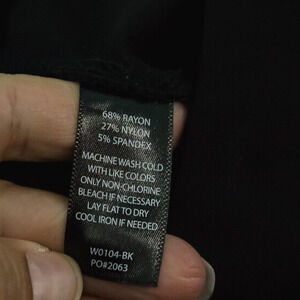 68% RAYON
27% NYLON
5% SPANDEX
MACHINE WASH COLD
WITH LIKE COLORS
ONLY NON-CHLORINE
BLEACH IF NECESSARY
LAY FLAT TO DRY
COOL IRON IF NEEDED
W0104-BK
PO#2063